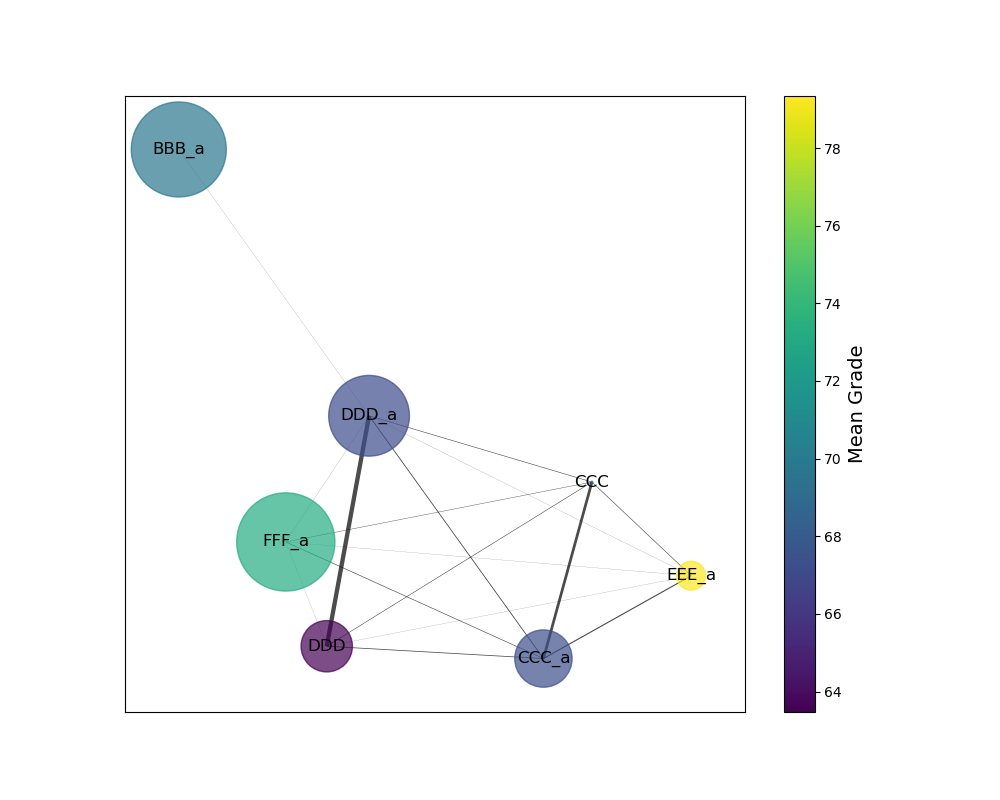 BBB_a
DDD_a
CCC
FFF_a
EEE_a
DDD
CCC_a
78
76
74
72
70
68
66
64
Mean Grade